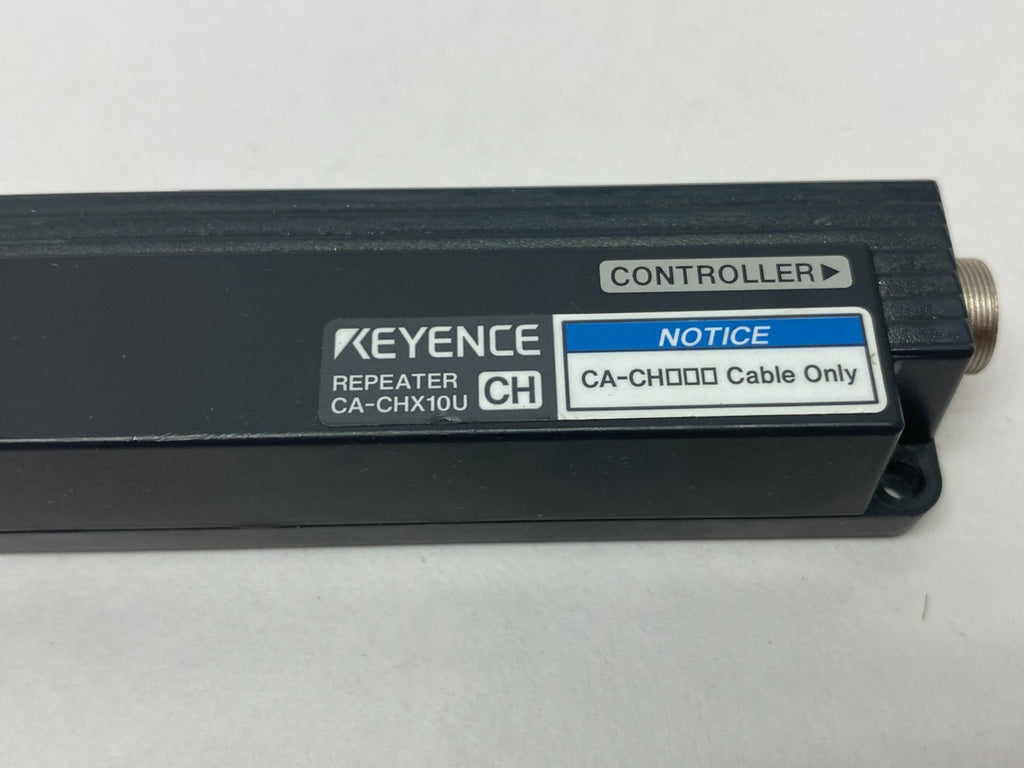 CONTROLLER▶
KEYENCE
REPEATER
CA-CHX10U
CH
NOTICE
CA-CH□□□ Cable Only